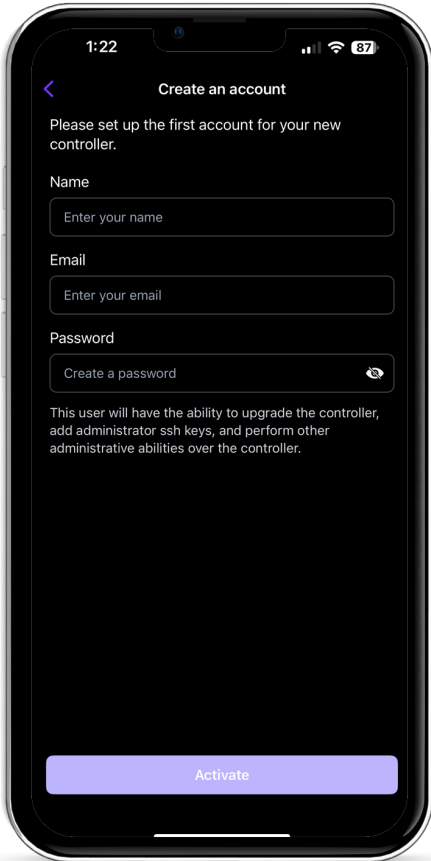 1:22
87
Create an account
Please set up the first account for your new
controller.
Name
Enter your name
Email
Enter your email
Password
Create a password
This user will have the ability to upgrade the controller,
add administrator ssh keys, and perform other
administrative abilities over the controller.
Activate